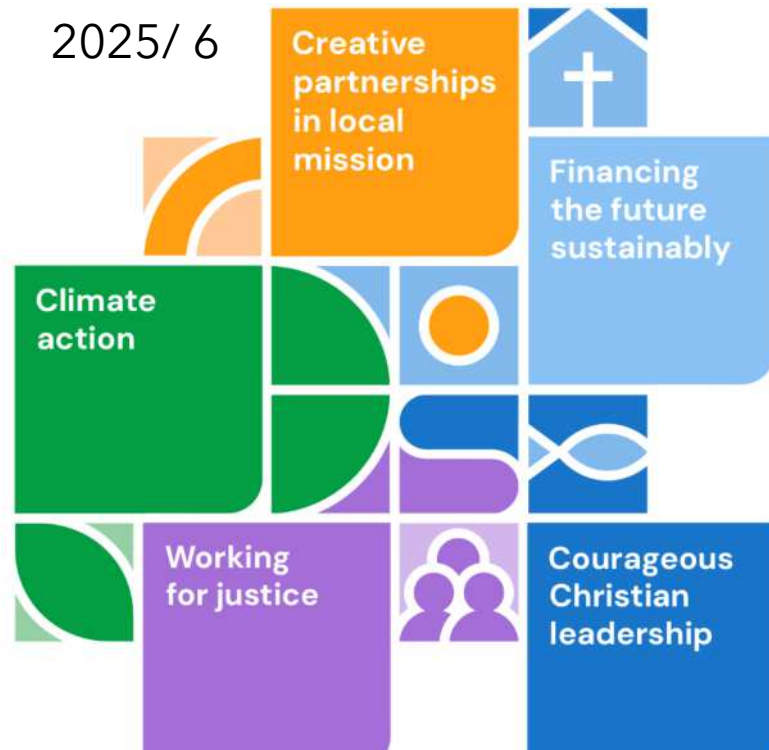 2025/ 6
Creative
partnerships
in local
mission
Financing
the future
sustainably
Climate
action
Working
for justice
Courageous
Christian
leadership